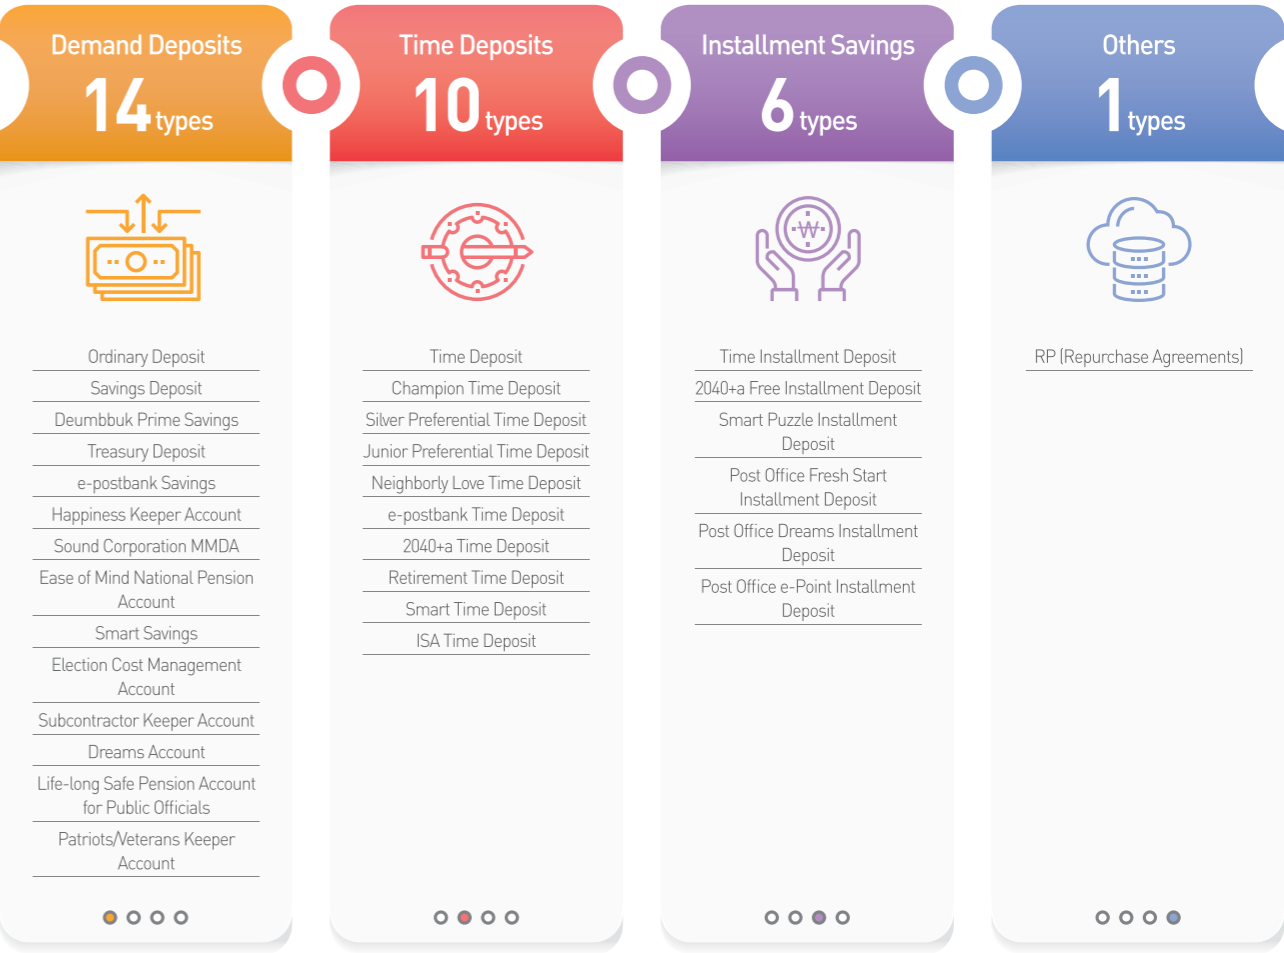 Demand Deposits
14 types
Ordinary Deposit
Savings Deposit
Deumbbuk Prime Savings
Treasury Deposit
e-postbank Savings
Happiness Keeper Account
Sound Corporation MMDA
Ease of Mind National Pension
Account
Smart Savings
Election Cost Management
Account
Subcontractor Keeper Account
Dreams Account
Life-long Safe Pension Account
for Public Officials
Patriots/Veterans Keeper
Account
Time Deposits
10 types
Time Deposit
Champion Time Deposit
Silver Preferential Time Deposit
Junior Preferential Time Deposit
Neighborly Love Time Deposit
e-postbank Time Deposit
2040+a Time Deposit
Retirement Time Deposit
Smart Time Deposit
ISA Time Deposit
Installment Savings
6 types
₩
Time Installment Deposit
2040+a Free Installment Deposit
Smart Puzzle Installment
Deposit
Post Office Fresh Start
Installment Deposit
Post Office Dreams Installment
Deposit
Post Office e-Point Installment
Deposit
Others
1 types
RP (Repurchase Agreements)